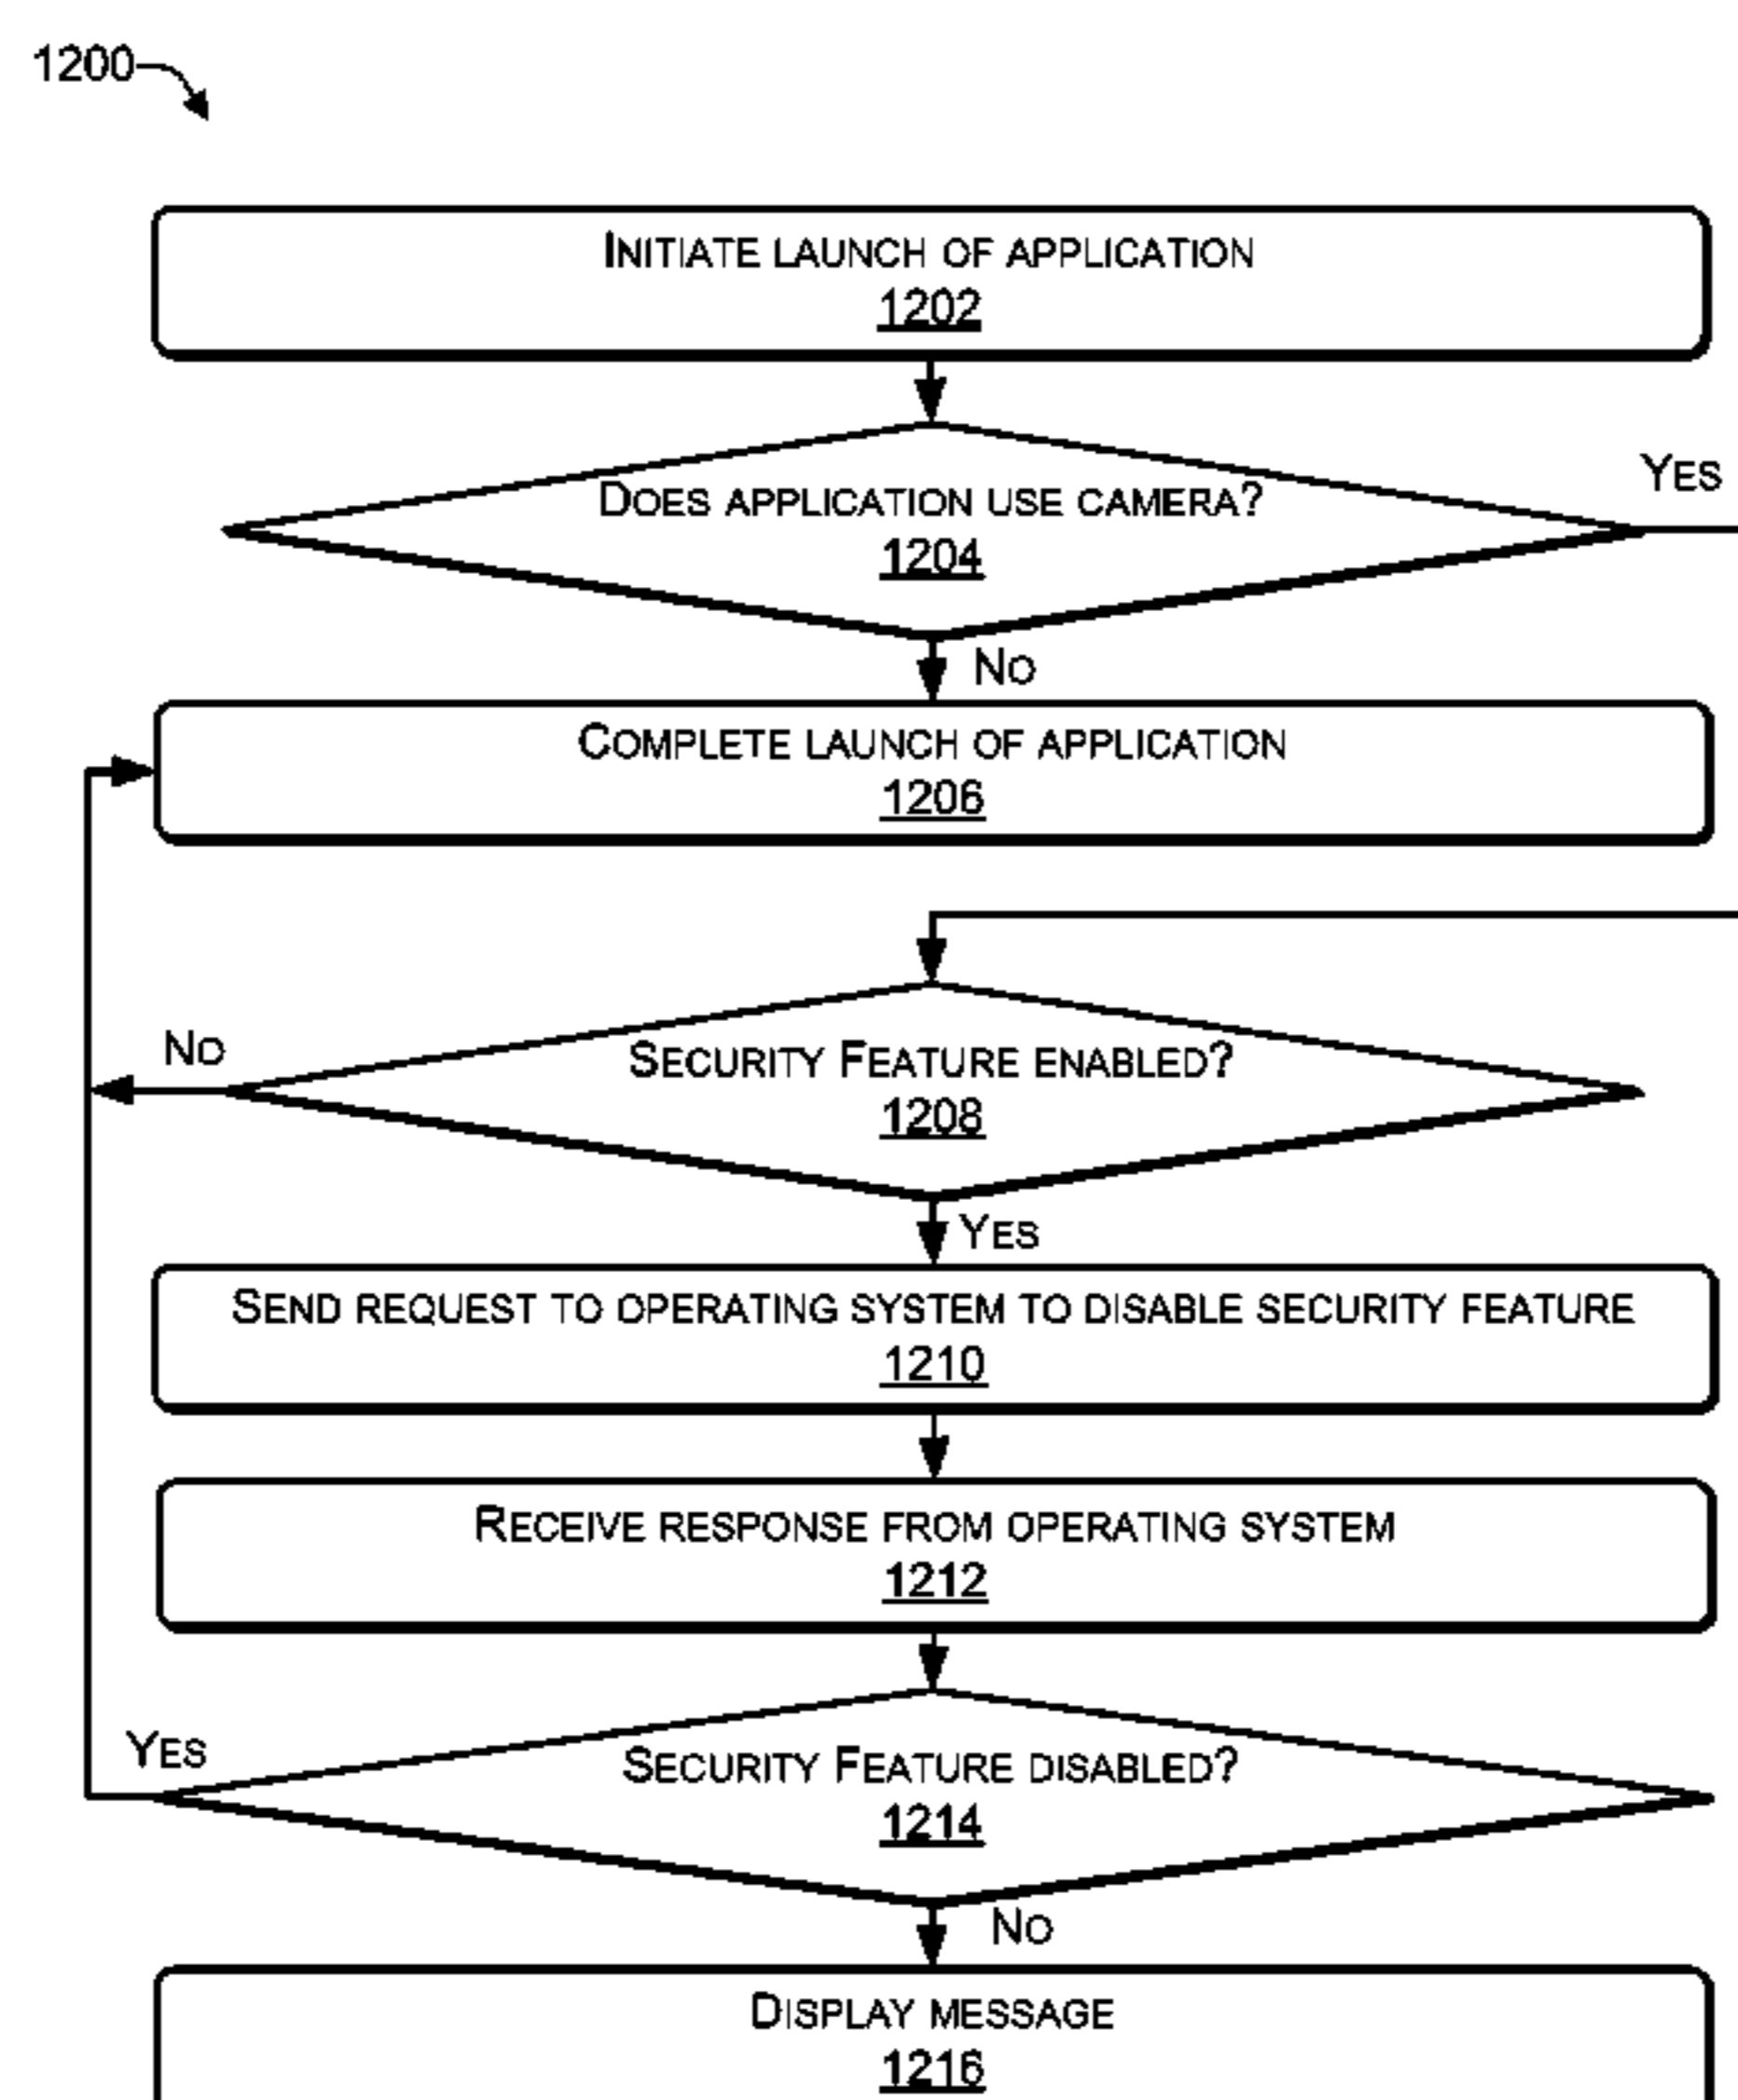 1200
INITIATE LAUNCH OF APPLICATION
1202
DOES APPLICATION USE CAMERA?
1204
YES
NO
COMPLETE LAUNCH OF APPLICATION
1206
SECURITY FEATURE ENABLED?
1208
NO
YES
SEND REQUEST TO OPERATING SYSTEM TO DISABLE SECURITY FEATURE
1210
RECEIVE RESPONSE FROM OPERATING SYSTEM
1212
SECURITY FEATURE DISABLED?
1214
YES
NO
DISPLAY MESSAGE
1216